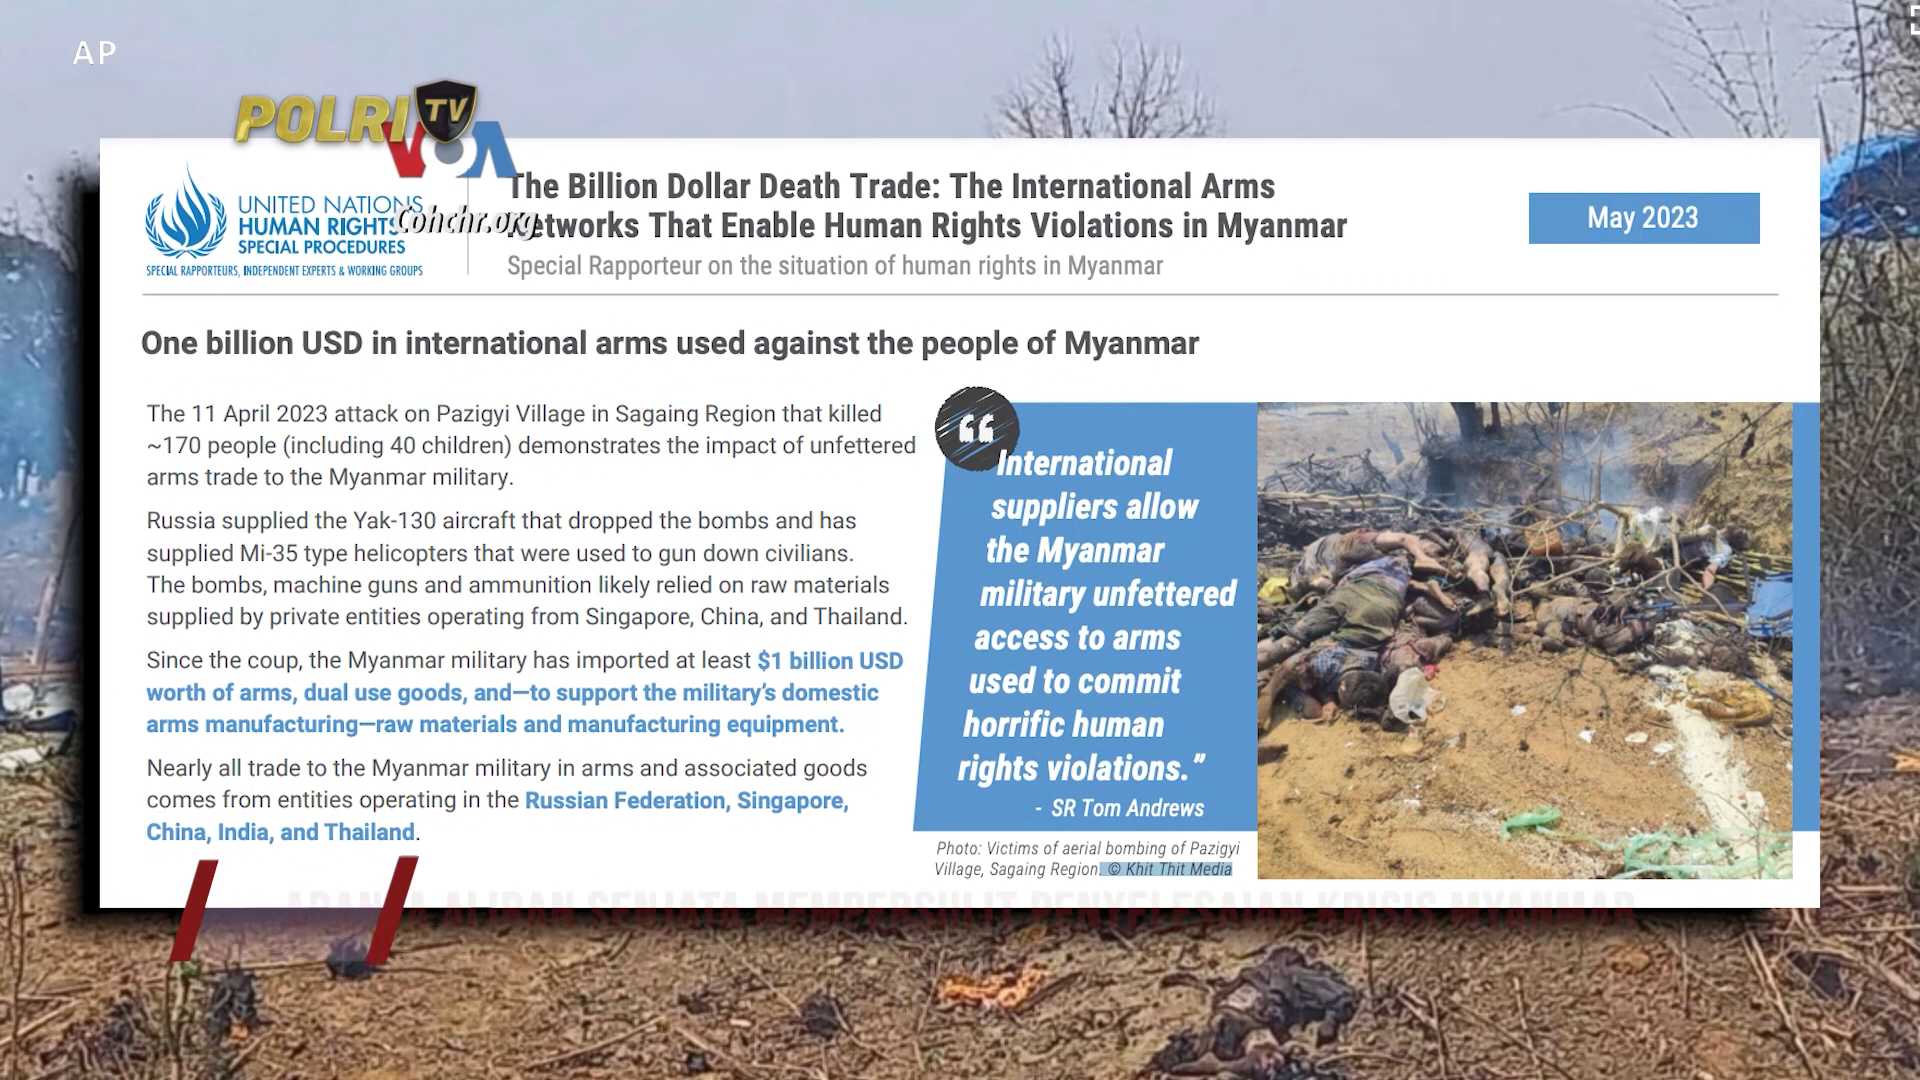 AP
POLRI TV
VOA
UNITED NATIONS
HUMAN RIGHTS
SPECIAL PROCEDURES
SPECIAL RAPPORTEURS, INDEPENDENT EXPERTS & WORKING GROUPS
ohchr.org
The Billion Dollar Death Trade: The International Arms
Networks That Enable Human Rights Violations in Myanmar
Special Rapporteur on the situation of human rights in Myanmar
May 2023
One billion USD in international arms used against the people of Myanmar
The 11 April 2023 attack on Pazigyi Village in Sagaing Region that killed
~170 people (including 40 children) demonstrates the impact of unfettered
arms trade to the Myanmar military.
Russia supplied the Yak-130 aircraft that dropped the bombs and has
supplied Mi-35 type helicopters that were used to gun down civilians.
The bombs, machine guns and ammunition likely relied on raw materials
supplied by private entities operating from Singapore, China, and Thailand.
Since the coup, the Myanmar military has imported at least $1 billion USD
worth of arms, dual use goods, and—to support the military's domestic
arms manufacturing—raw materials and manufacturing equipment.
Nearly all trade to the Myanmar military in arms and associated goods
comes from entities operating in the Russian Federation, Singapore,
China, India, and Thailand.
“International
suppliers allow
the Myanmar
military unfettered
access to arms
used to commit
horrific human
rights violations.”
- SR Tom Andrews
Photo: Victims of aerial bombing of Pazigyi
Village, Sagaing Region. © Khit Thit Media
ALIRAN SENJATA MEMPERSULIT PENYELESAIAN KRISIS MYANMAR